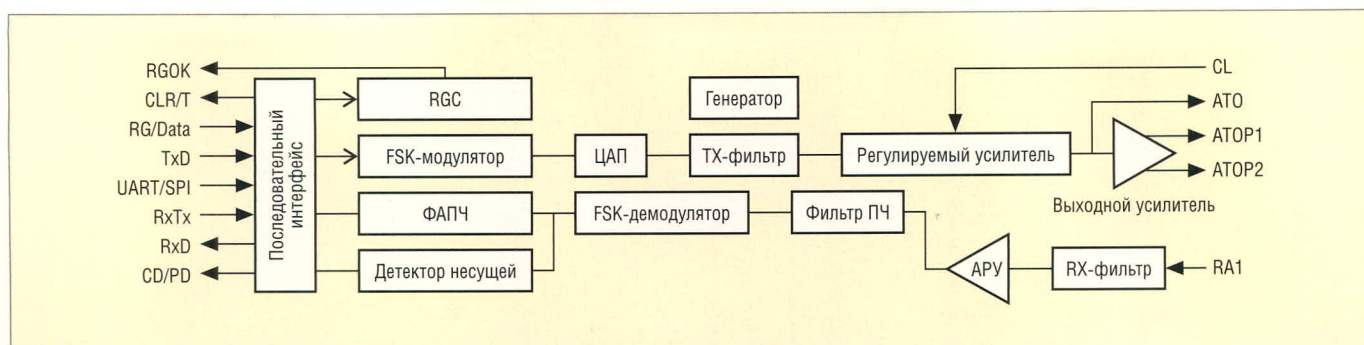 RGOK
CLR/T
RG/Data
TxD
UART/SPI
RxTx
RxD
CD/PD
Последовательный
интерфейс
RGC
FSK-модулятор
ФАПЧ
Детектор несущей
ЦАП
FSK-демодулятор
Генератор
TX-фильтр
Фильтр ПЧ
Регулируемый усилитель
АРУ
RX-фильтр
Выходной усилитель
CL
ATO
ATOP1
ATOP2
RA1